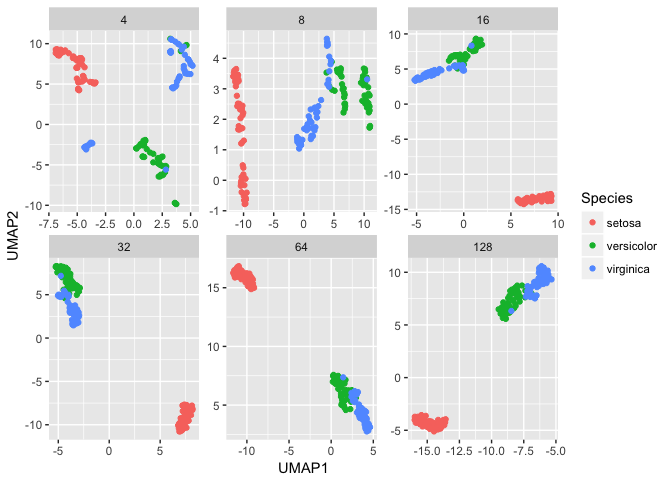 4 8 16
10 5 0 -5 -10
5 4 3 2 1 0 -1
10 5 0 -5 -10 -15
-7.5 -5.0 -2.5 0.0 2.5 5.0
-10 -5 0 5 10
-5 0 5 10
32 64 128
5 0 -5 -10
15 10 5
10 5 0 -5
-5 0 5
-10 -5 0 5
-15.0 -12.5 -10.0 -7.5 -5.0
UMAP1
UMAP2
Species
setosa
versicolor
virginica